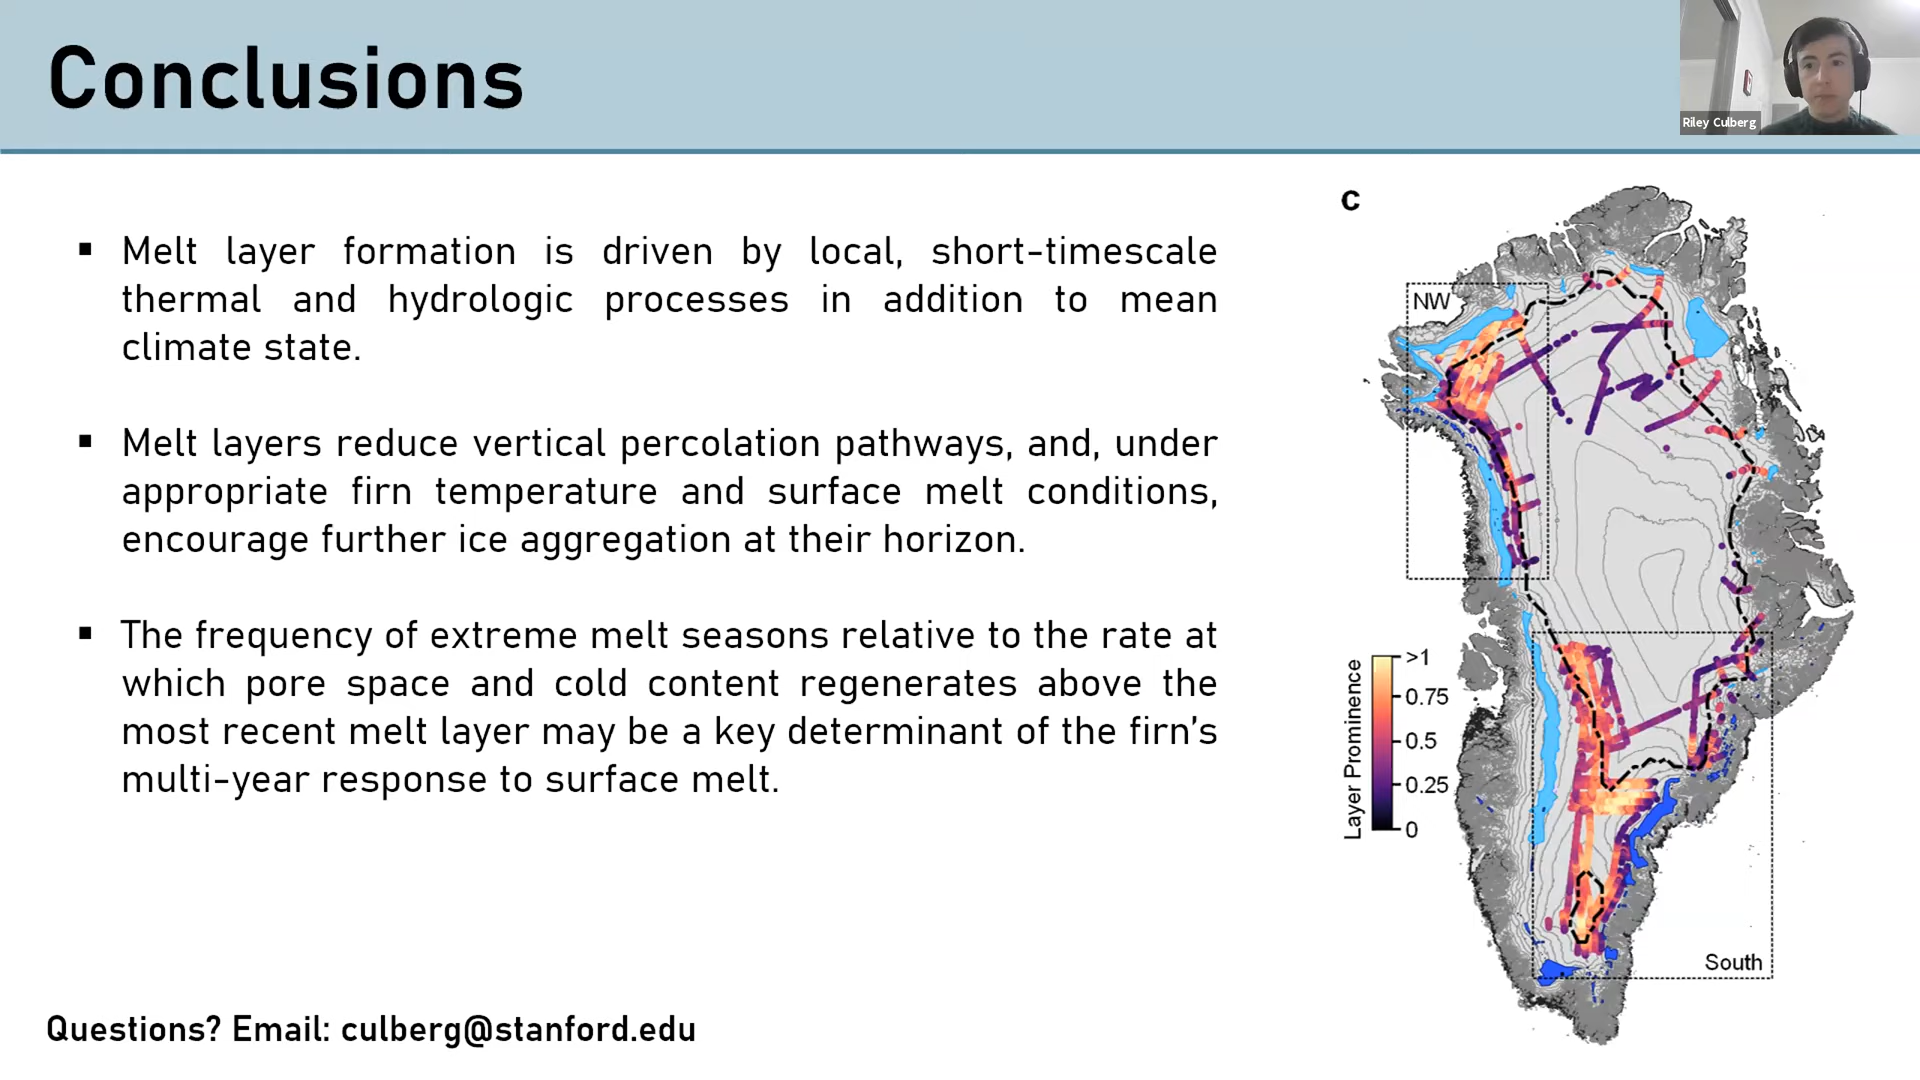 Conclusions
Riley Culberg
▪ Melt layer formation is driven by local, short-timescale
thermal and hydrologic processes in addition to mean
climate state.
▪ Melt layers reduce vertical percolation pathways, and, under
appropriate firn temperature and surface melt conditions,
encourage further ice aggregation at their horizon.
▪ The frequency of extreme melt seasons relative to the rate at
which pore space and cold content regenerates above the
most recent melt layer may be a key determinant of the firn’s
multi-year response to surface melt.
Questions? Email: culberg@stanford.edu
c
NW
Layer Prominence
>1
0.75
0.5
0.25
0
South